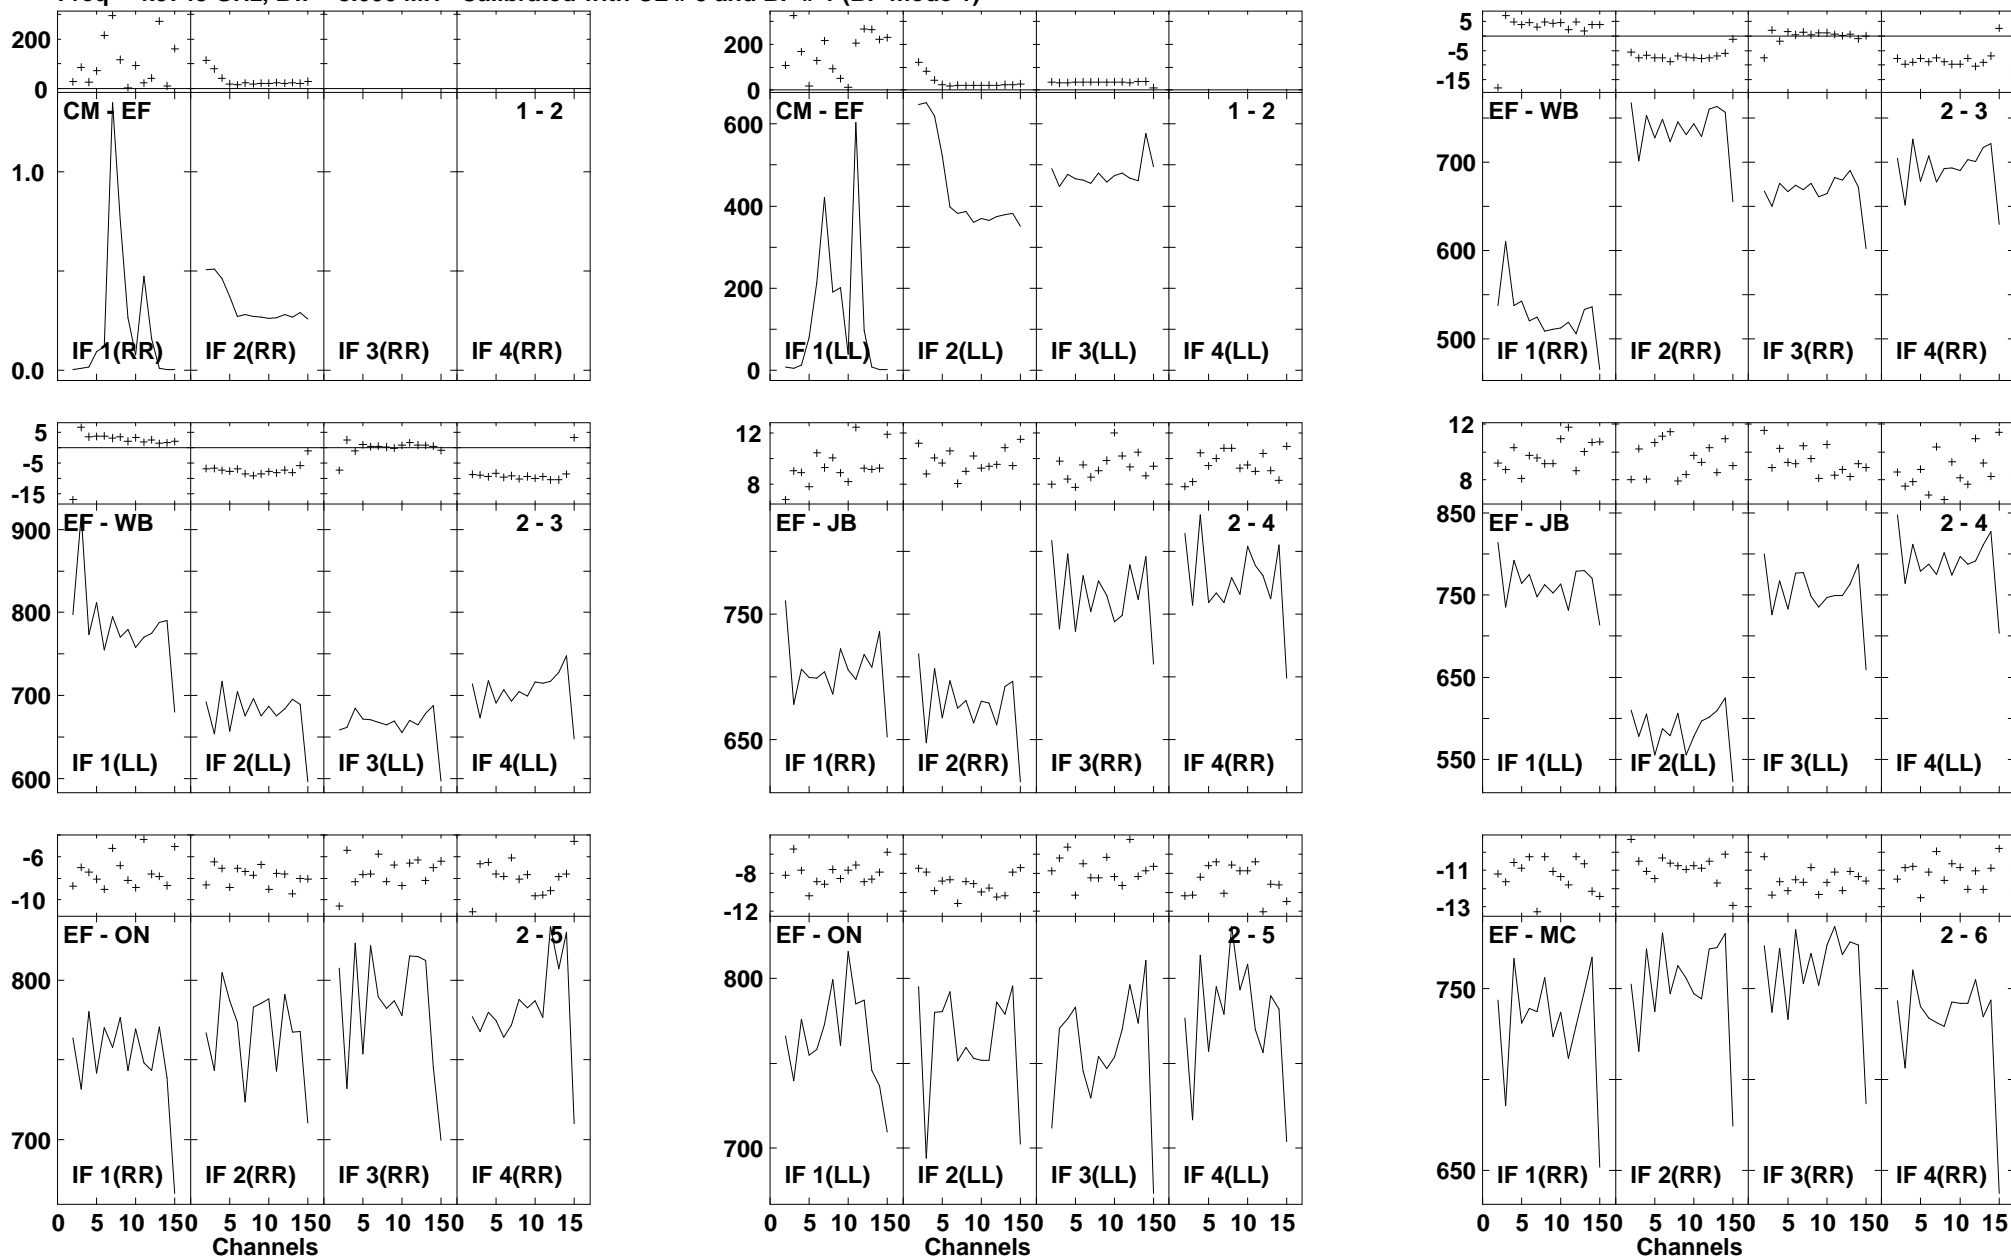 200
0
CM - EF
1 - 2
1.0
0.0
IF 1(RR)
IF 2(RR)
IF 3(RR)
IF 4(RR)
200
0
CM - EF
1 - 2
600
400
200
0
IF 1(LL)
IF 2(LL)
IF 3(LL)
IF 4(LL)
5
-5
-15
EF - WB
2 - 3
700
600
500
IF 1(RR)
IF 2(RR)
IF 3(RR)
IF 4(RR)
5
-5
-15
EF - WB
2 - 3
900
800
700
600
IF 1(LL)
IF 2(LL)
IF 3(LL)
IF 4(LL)
12
8
EF - JB
2 - 4
750
650
IF 1(RR)
IF 2(RR)
IF 3(RR)
IF 4(RR)
12
8
EF - JB
2 - 4
850
750
650
550
IF 1(LL)
IF 2(LL)
IF 3(LL)
IF 4(LL)
-6
-10
EF - ON
2 - 5
800
700
IF 1(RR)
IF 2(RR)
IF 3(RR)
IF 4(RR)
0 5 10 150 5 10 150 5 10 150 5 10 15
Channels
-8
-12
EF - ON
2 - 5
800
700
IF 1(LL)
IF 2(LL)
IF 3(LL)
IF 4(LL)
0 5 10 150 5 10 150 5 10 150 5 10 15
Channels
-11
-13
EF - MC
2 - 6
750
650
IF 1(RR)
IF 2(RR)
IF 3(RR)
IF 4(RR)
0 5 10 150 5 10 150 5 10 150 5 10 15
Channels